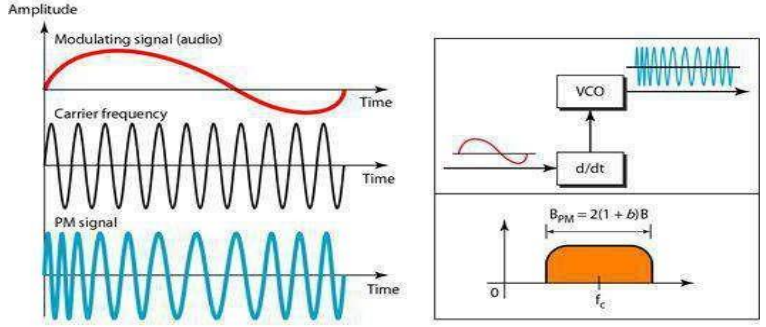 Amplitude
Modulating signal (audio)
Time
Carrier frequency
Time
PM signal
Time
VCO
d/dt
B_PM = 2(1 + b)B
0
f_c